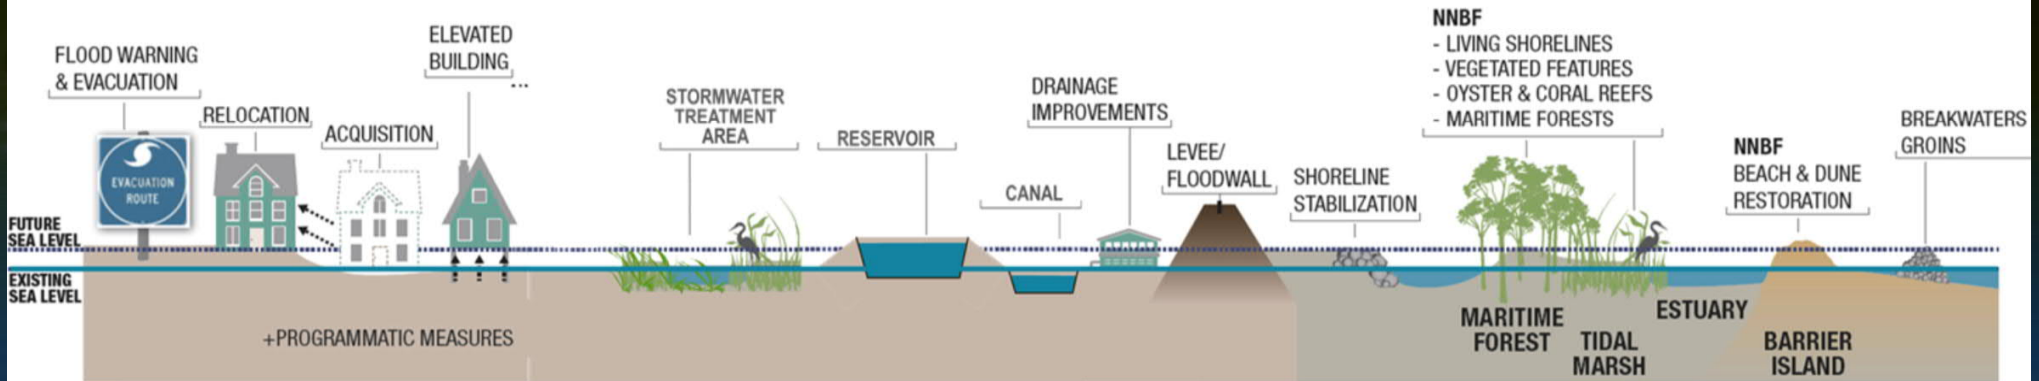 FLOOD WARNING
& EVACUATION
RELOCATION
ACQUISITION
ELEVATED
BUILDING
...
EVACUATION
ROUTE
FUTURE
SEA LEVEL
EXISTING
SEA LEVEL
+PROGRAMMATIC MEASURES
STORMWATER
TREATMENT
AREA
RESERVOIR
CANAL
DRAINAGE
IMPROVEMENTS
LEVEE/
FLOODWALL
SHORELINE
STABILIZATION
NNBF
- LIVING SHORELINES
- VEGETATED FEATURES
- OYSTER & CORAL REEFS
- MARITIME FORESTS
NNBF
BEACH & DUNE
RESTORATION
BREAKWATERS
GROINS
MARITIME
FOREST
TIDAL
MARSH
ESTUARY
BARRIER
ISLAND